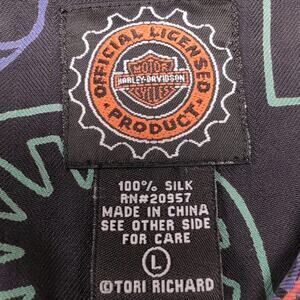 OFFICIAL LICENSED
MOTOR
HARLEY-DAVIDSON
CYCLES
PRODUCT
100% SILK
RN#20957
MADE IN CHINA
SEE OTHER SIDE
FOR CARE
L
©TORI RICHARD